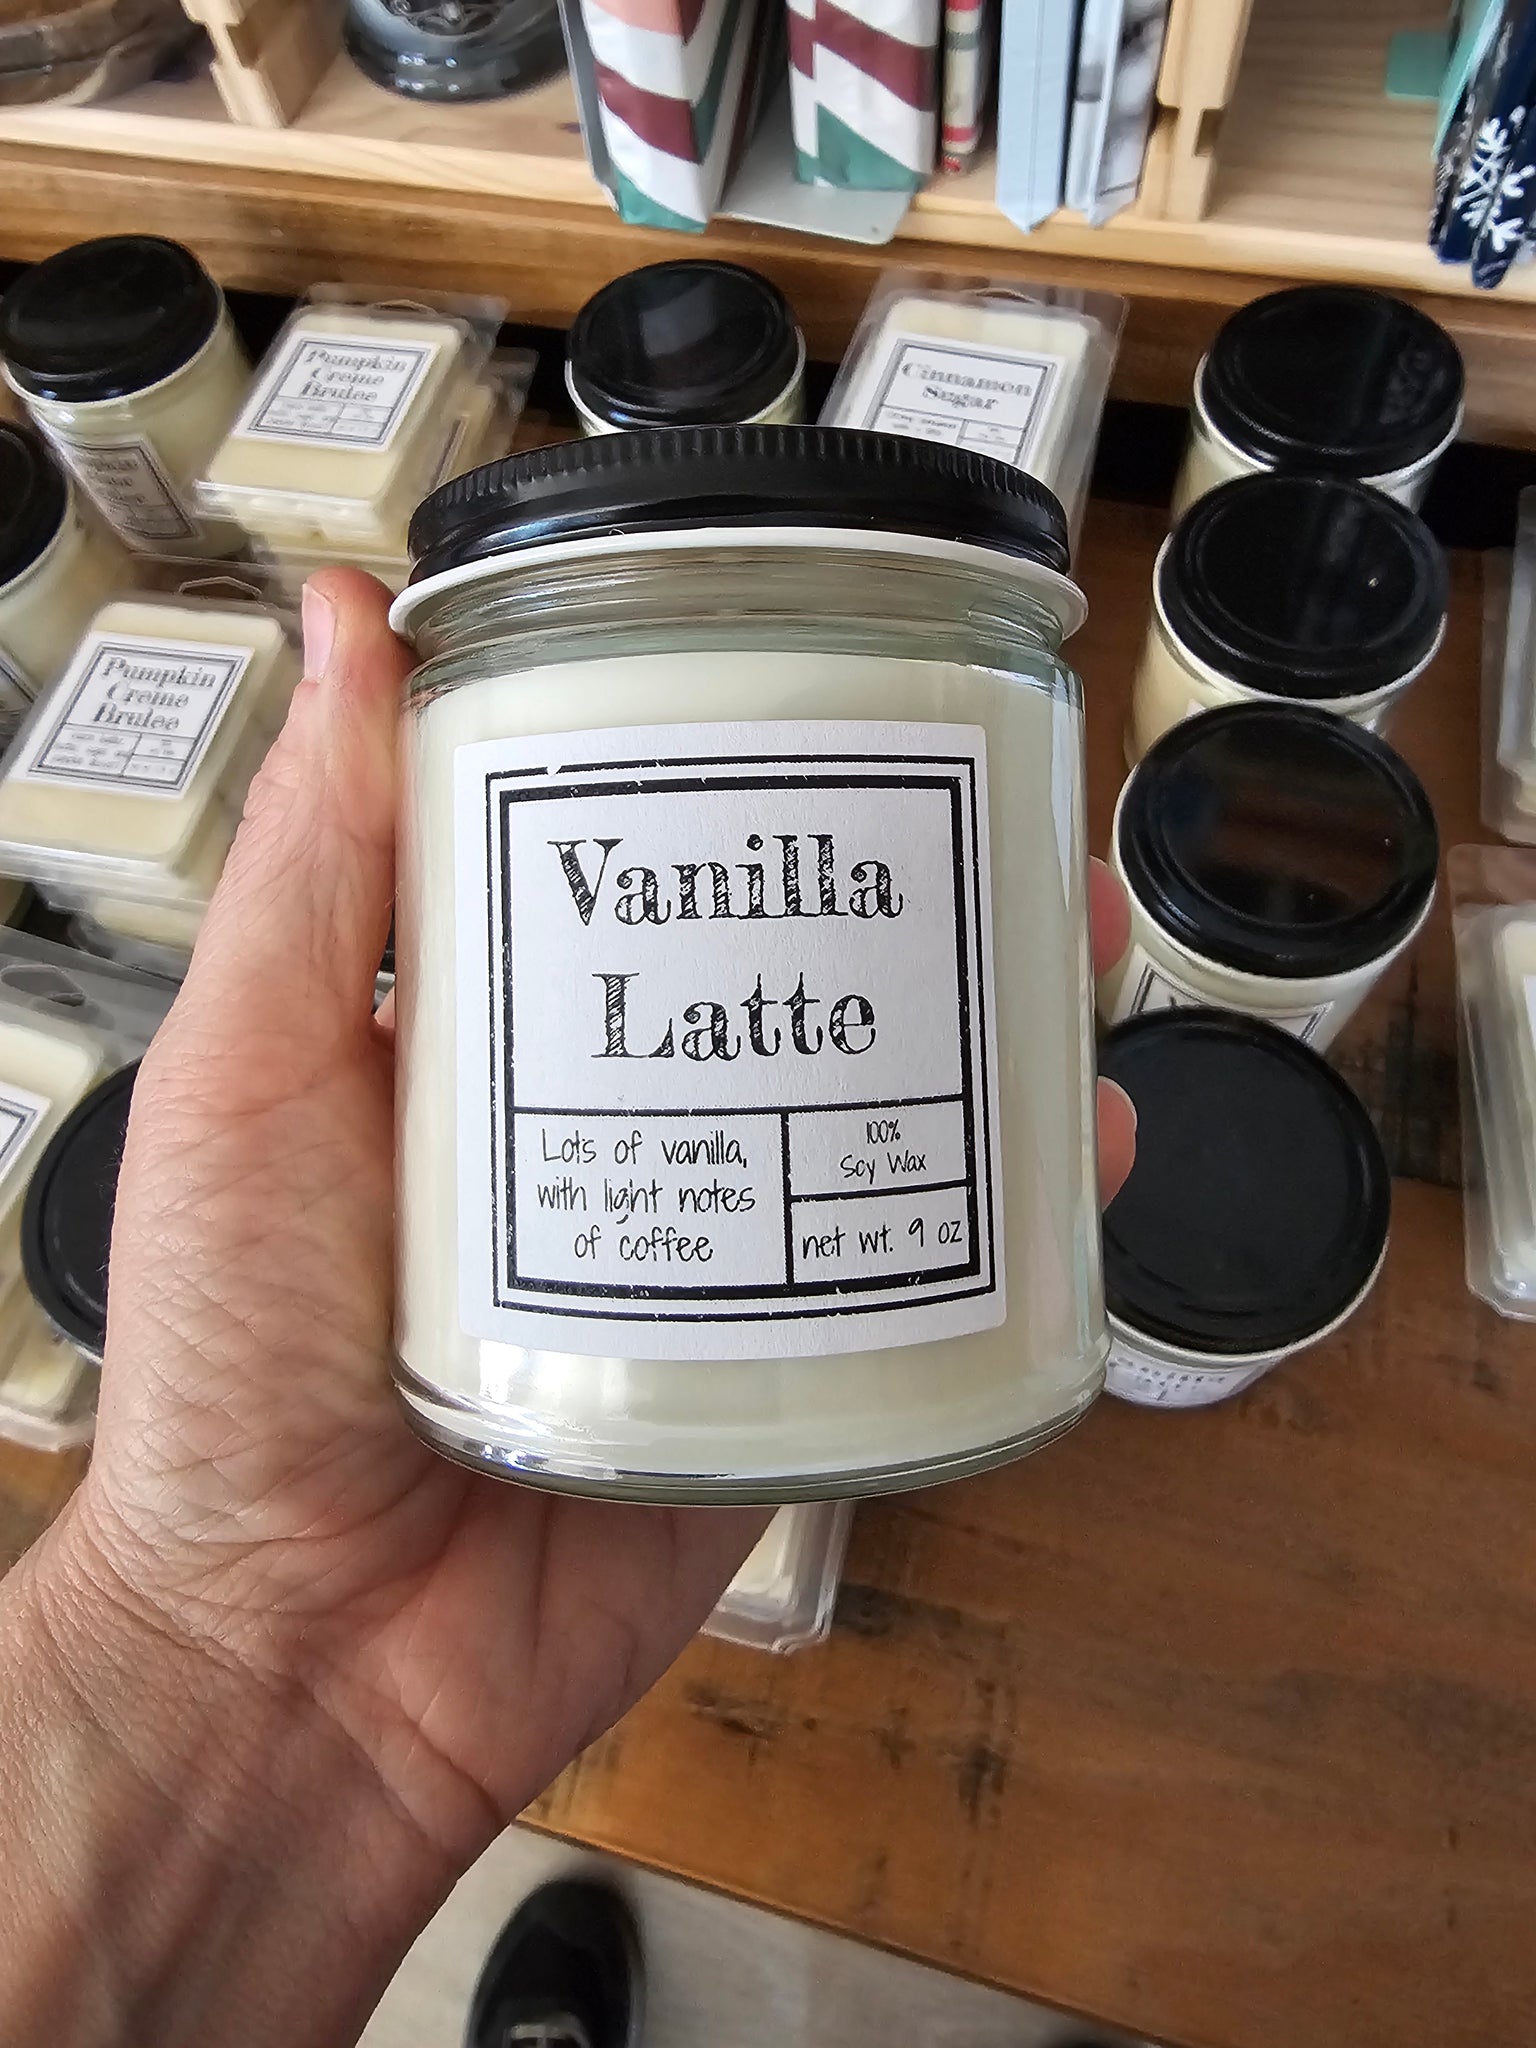 Pumpkin
Creme
Brulee
Cinnamon
Sugar
Pumpkin
Creme
Brulee
Vanilla
Latte
Lots of vanilla,
with light notes
of coffee
100%
Soy Wax
net wt. 9 oz